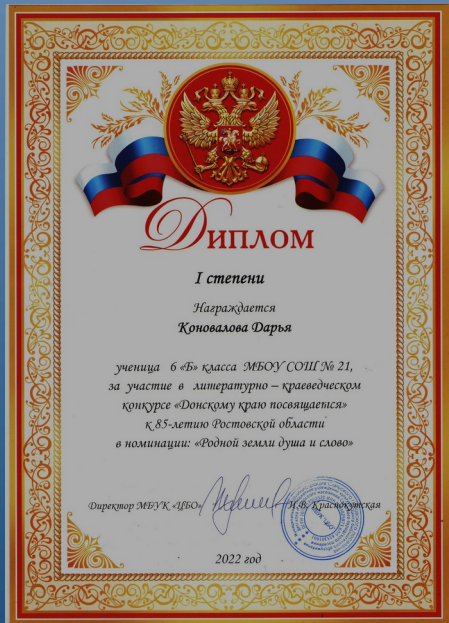 Диплом
I степени
Награждается
Коновалова Дарья
ученица 6 «Б» класса МБОУ СОШ № 21,
за участие в литературно – краеведческом
конкурсе «Донскому краю посвящается»
к 85-летию Ростовской области
в номинации: «Родной земли душа и слово»
Директор МБУК «ЦБО» И.В. Краснокутская
2022 год